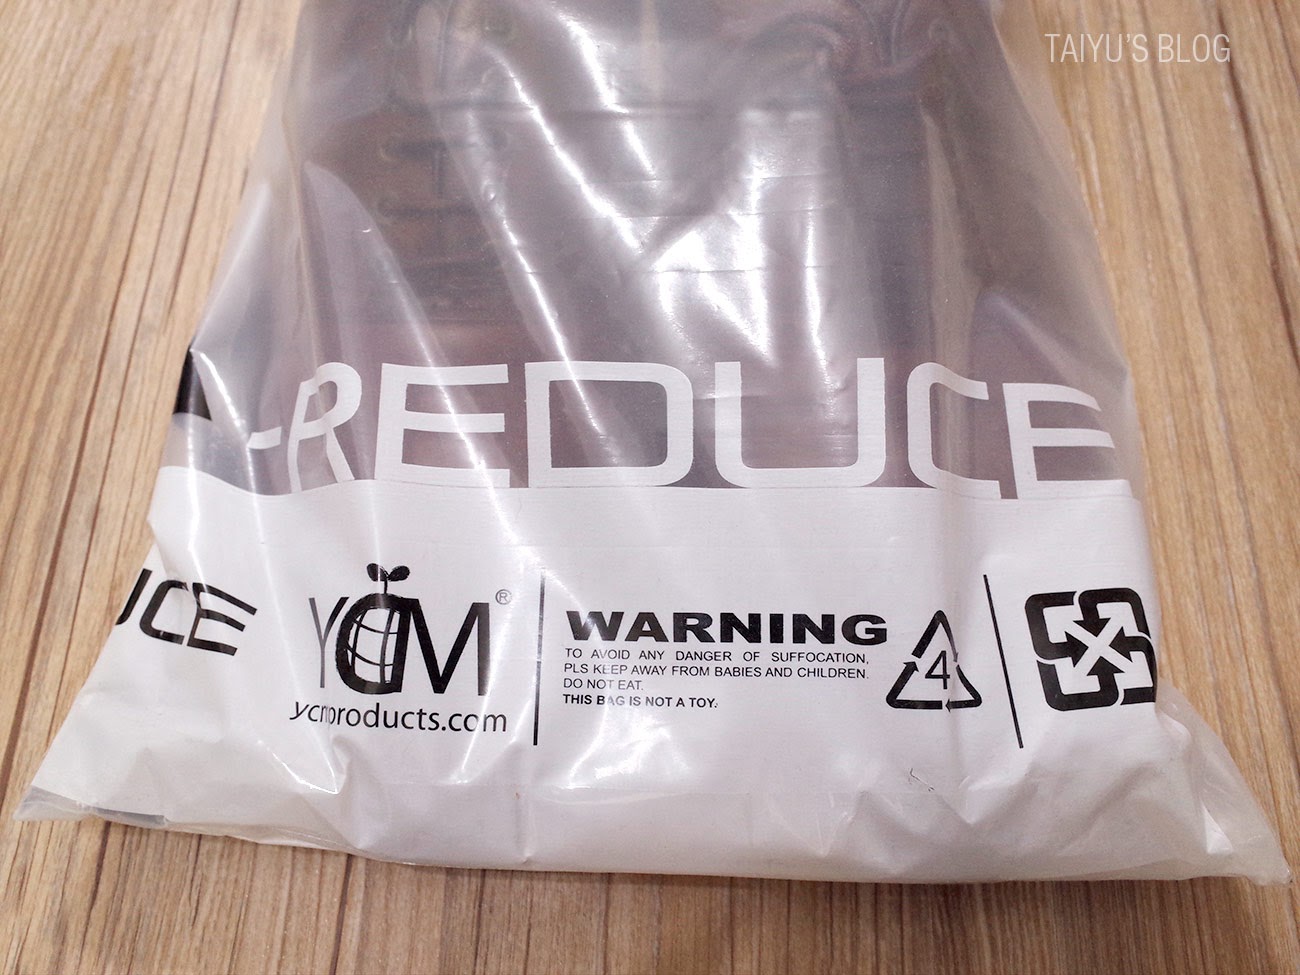 TAIYU'S BLOG
-REDUCE
UCE
YCM®
ycmproducts.com
WARNING
TO AVOID ANY DANGER OF SUFFOCATION,
PLS KEEP AWAY FROM BABIES AND CHILDREN.
DO NOT EAT.
THIS BAG IS NOT A TOY.
4